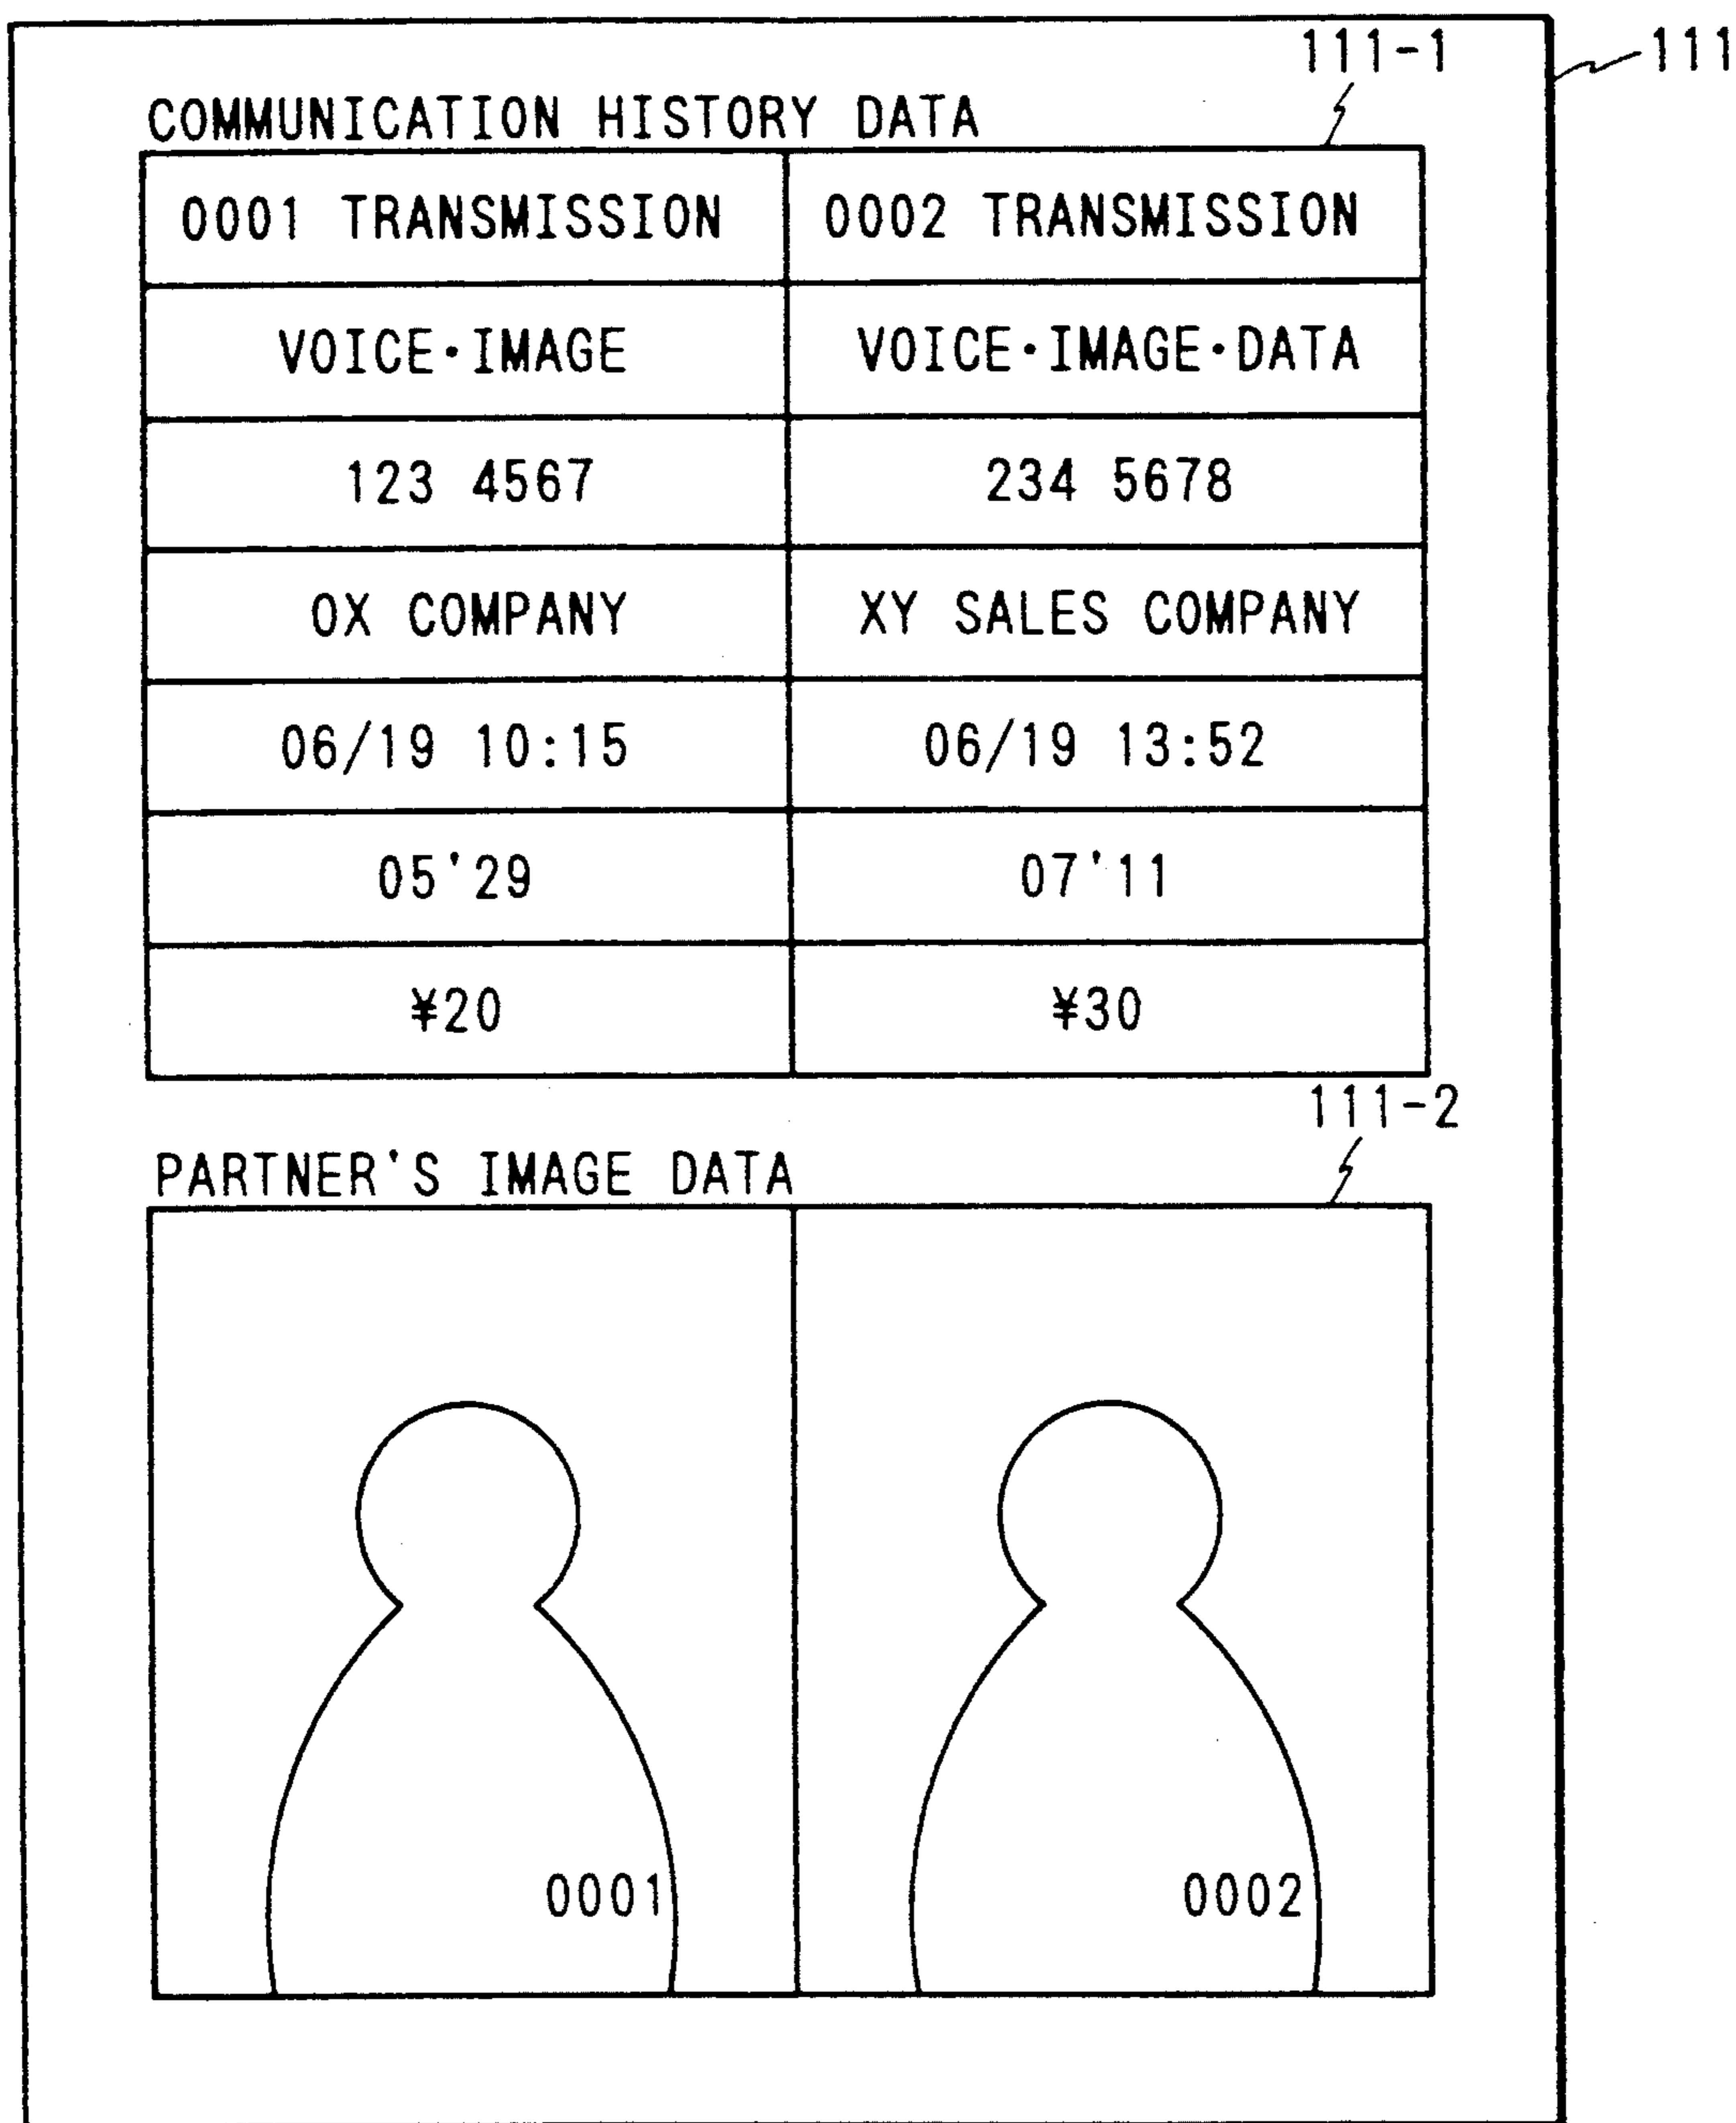 111-1
111
COMMUNICATION HISTORY DATA
0001 TRANSMISSION 0002 TRANSMISSION
VOICE·IMAGE VOICE·IMAGE·DATA
123 4567 234 5678
OX COMPANY XY SALES COMPANY
06/19 10:15 06/19 13:52
05'29 07'11
¥20 ¥30
111-2
PARTNER'S IMAGE DATA
0001 0002